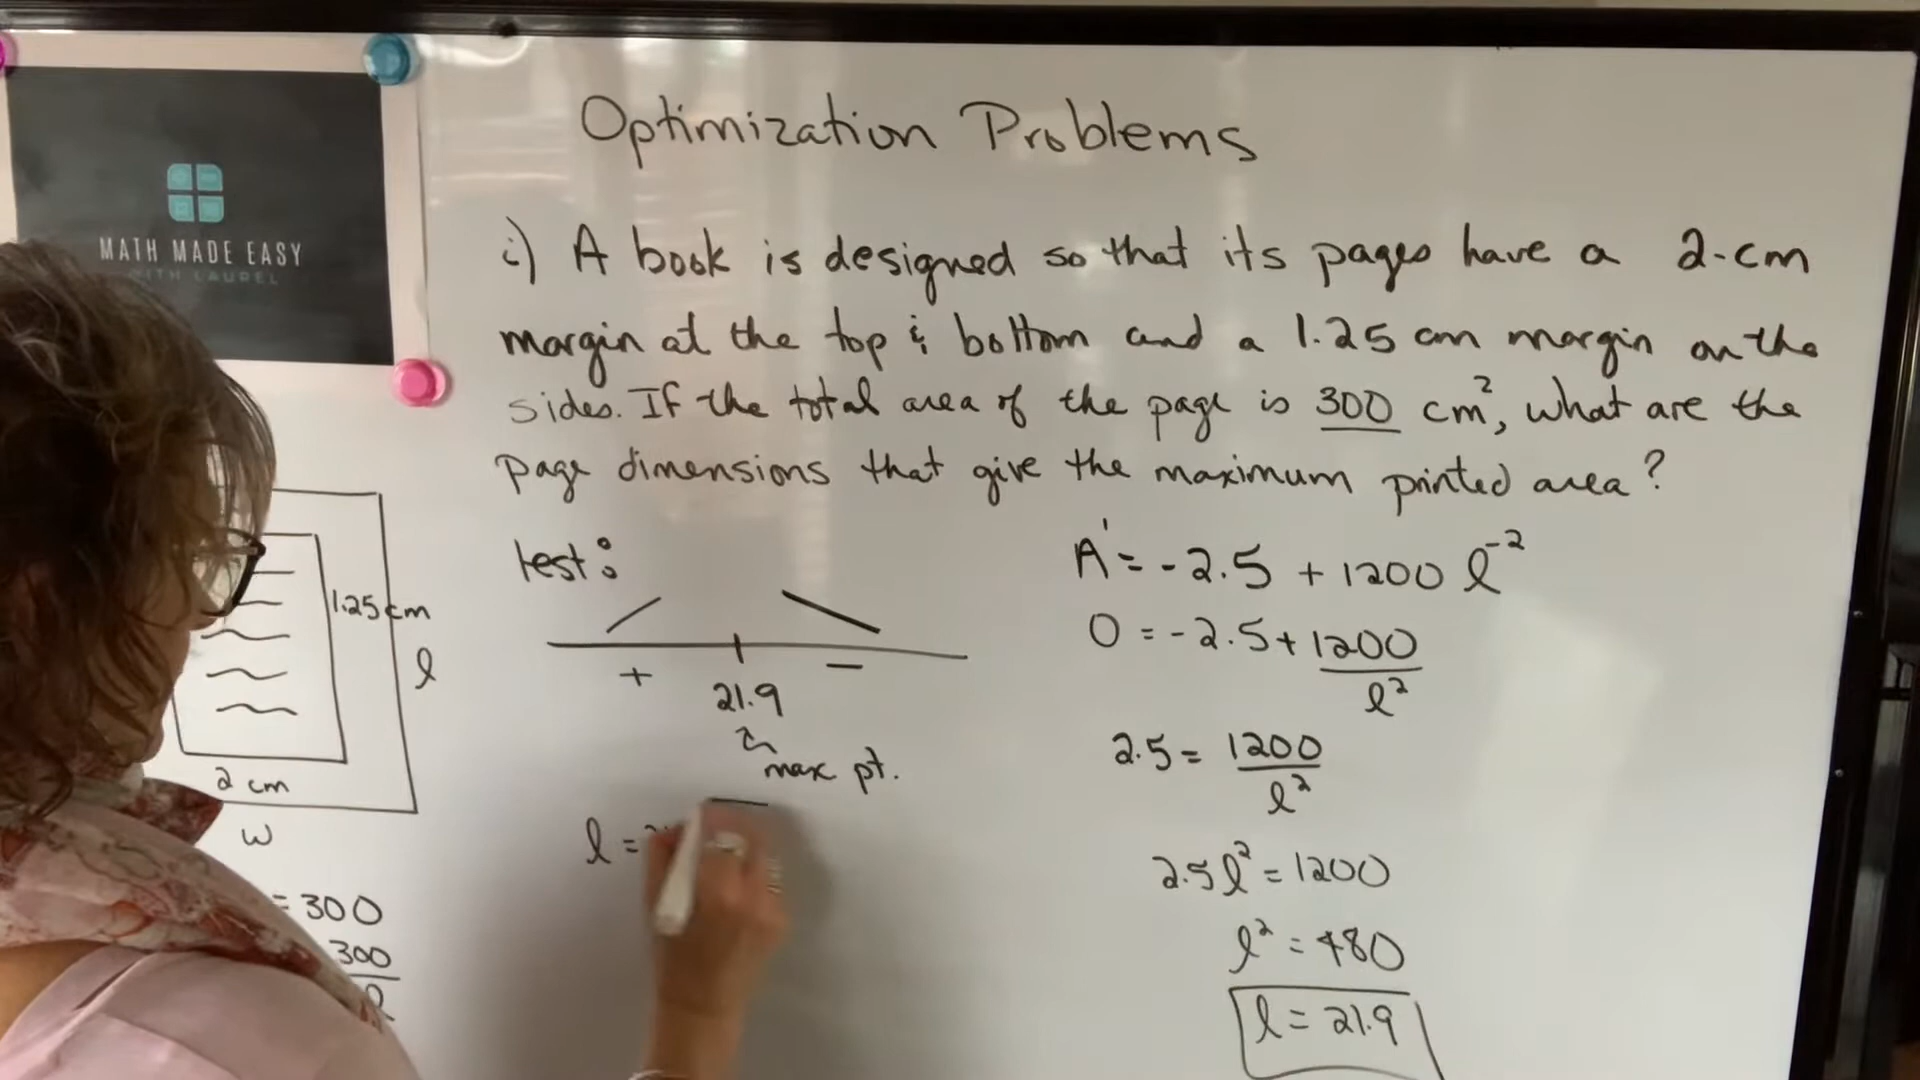 Optimization Problems
MATH MADE EASY
WITH LAUREL
i) A book is designed so that its pages have a 2-cm
margin at the top & bottom and a 1.25 cm margin on the
sides. If the total area of the page is 300 cm², what are the
page dimensions that give the maximum printed area?
test:
+ 21.9 −
max pt.
l =
A' = -2.5 + 1200 l⁻²
0 = -2.5 + 1200/l²
2.5 = 1200/l²
2.5l² = 1200
l² = 480
l = 21.9
1.25 cm
l
2 cm
w
= 300
300